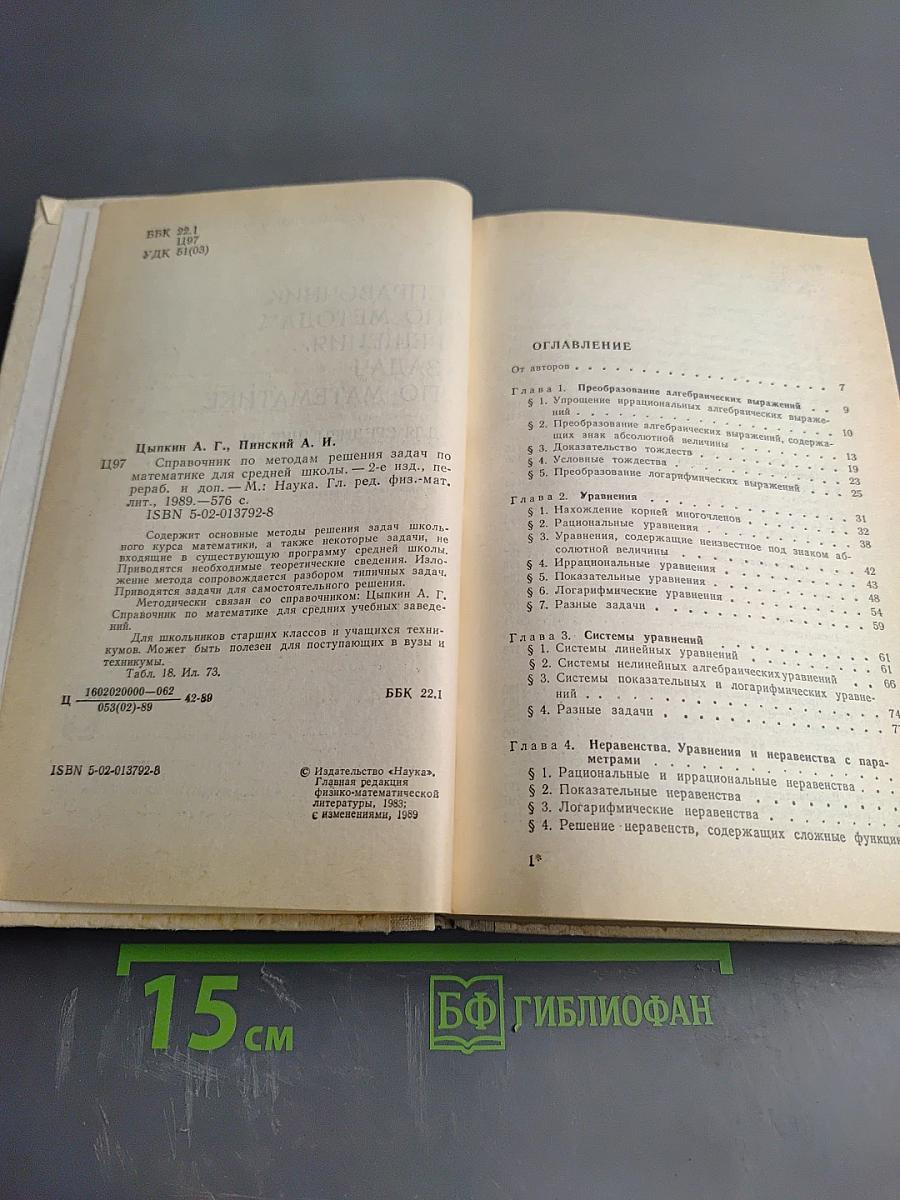 ББК 22.1
Ц97
УДК 51(03)
Цыпкин А. Г., Пинский А. И.
Ц97 Справочник по методам решения задач по
математике для средней школы. — 2-е изд., пе-
рераб. и доп. — М.: Наука. Гл. ред. физ.-мат.
лит., 1989. — 576 с.
ISBN 5-02-013792-8
Содержит основные методы решения задач школь-
ного курса математики, а также некоторые задачи, не
входящие в существующую программу средней школы.
Приводятся необходимые теоретические сведения. Изло-
жение метода сопровождается разбором типичных задач.
Приводятся задачи для самостоятельного решения.
Методически связан со справочником: Цыпкин А. Г.
Справочник по математике для средних учебных заведе-
ний.
Для школьников старших классов и учащихся техни-
кумов. Может быть полезен для поступающих в вузы и
техникумы.
Табл. 18. Ил. 73.
Ц 1602020000—062 / 053(02)-89 42-89 ББК 22.1
ISBN 5-02-013792-8
© Издательство «Наука».
Главная редакция
физико-математической
литературы, 1983;
с изменениями, 1989
ОГЛАВЛЕНИЕ
От авторов . . . . . . . . . . . 7
Глава 1. Преобразование алгебраических выражений . . 9
§ 1. Упрощение иррациональных алгебраических выраже-
ний . . . . . . . . . . . 10
§ 2. Преобразование алгебраических выражений, содержа-
щих знак абсолютной величины . . . . . 13
§ 3. Доказательство тождеств . . . . . . 19
§ 4. Условные тождества . . . . . . . 23
§ 5. Преобразование логарифмических выражений . . 25
Глава 2. Уравнения . . . . . . . . . 31
§ 1. Нахождение корней многочленов . . . . . 32
§ 2. Рациональные уравнения . . . . . . 38
§ 3. Уравнения, содержащие неизвестное под знаком аб-
солютной величины . . . . . . . . 42
§ 4. Иррациональные уравнения . . . . . . 43
§ 5. Показательные уравнения . . . . . . 48
§ 6. Логарифмические уравнения . . . . . . 54
§ 7. Разные задачи . . . . . . . . . 59
Глава 3. Системы уравнений . . . . . . 61
§ 1. Системы линейных уравнений . . . . . 61
§ 2. Системы нелинейных алгебраических уравнений . . 66
§ 3. Системы показательных и логарифмических уравне-
ний . . . . . . . . . . . 74
§ 4. Разные задачи . . . . . . . . . 7
Глава 4. Неравенства. Уравнения и неравенства с пара-
метрами . . . . . . . . . .
§ 1. Рациональные и иррациональные неравенства . .
§ 2. Показательные неравенства . . . . .
§ 3. Логарифмические неравенства . . . . .
§ 4. Решение неравенств, содержащих сложные функци
1*
15 см
БФ ГИБЛИОФАН